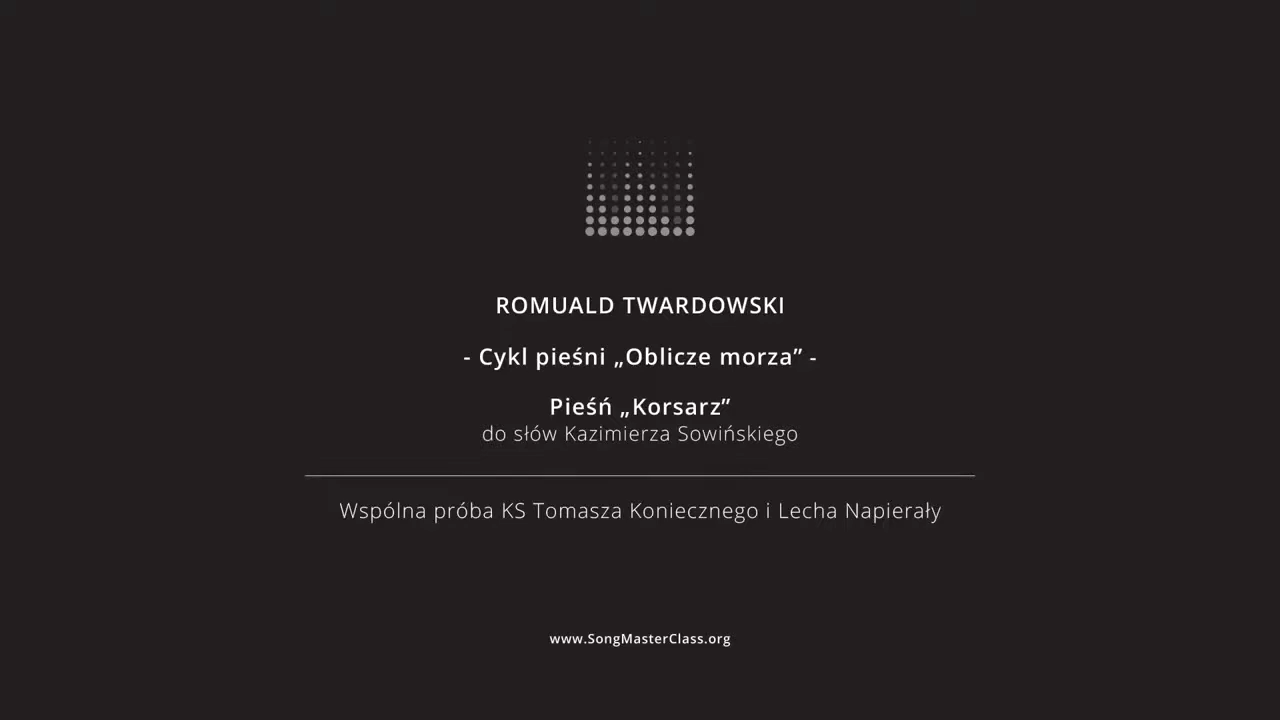 ROMUALD TWARDOWSKI
- Cykl pieśni „Oblicze morza” -
Pieśń „Korsarz”
do słów Kazimierza Sowińskiego
Wspólna próba KS Tomasza Koniecznego i Lecha Napierały
www.SongMasterClass.org